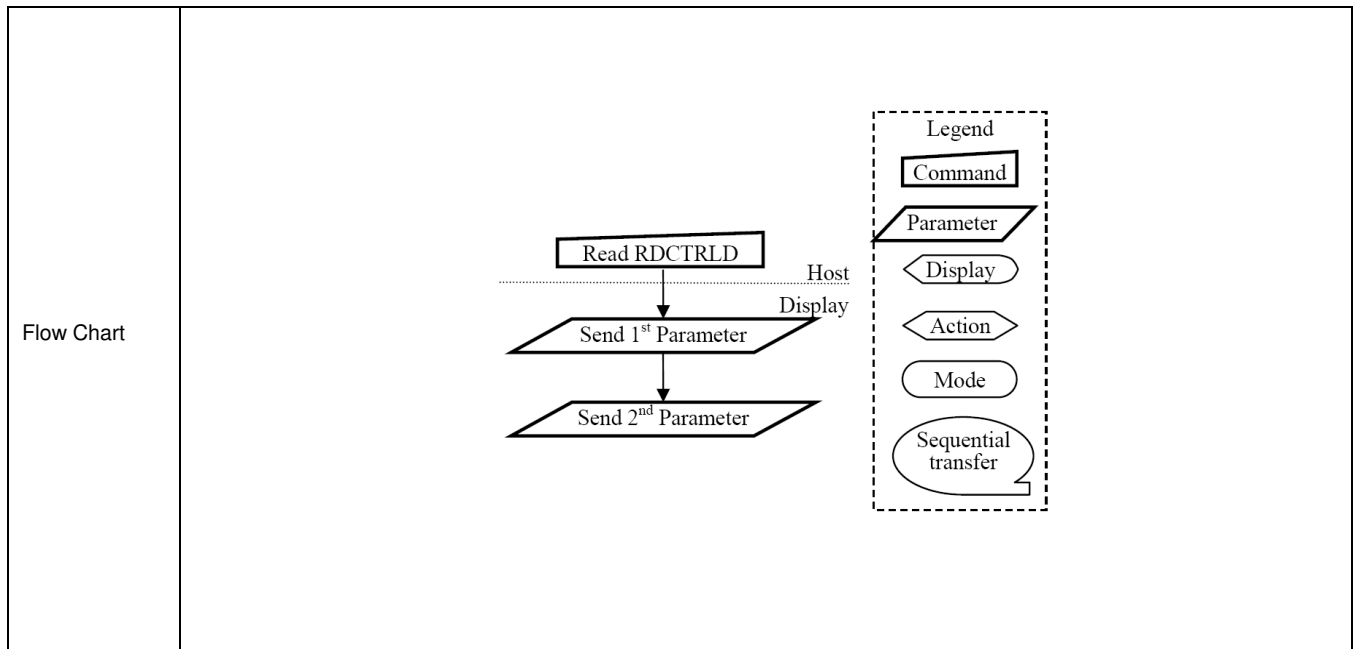 Flow Chart
Read RDCTRLD
Host
Display
Send 1st Parameter
Send 2nd Parameter
Legend
Command
Parameter
Display
Action
Mode
Sequential
transfer